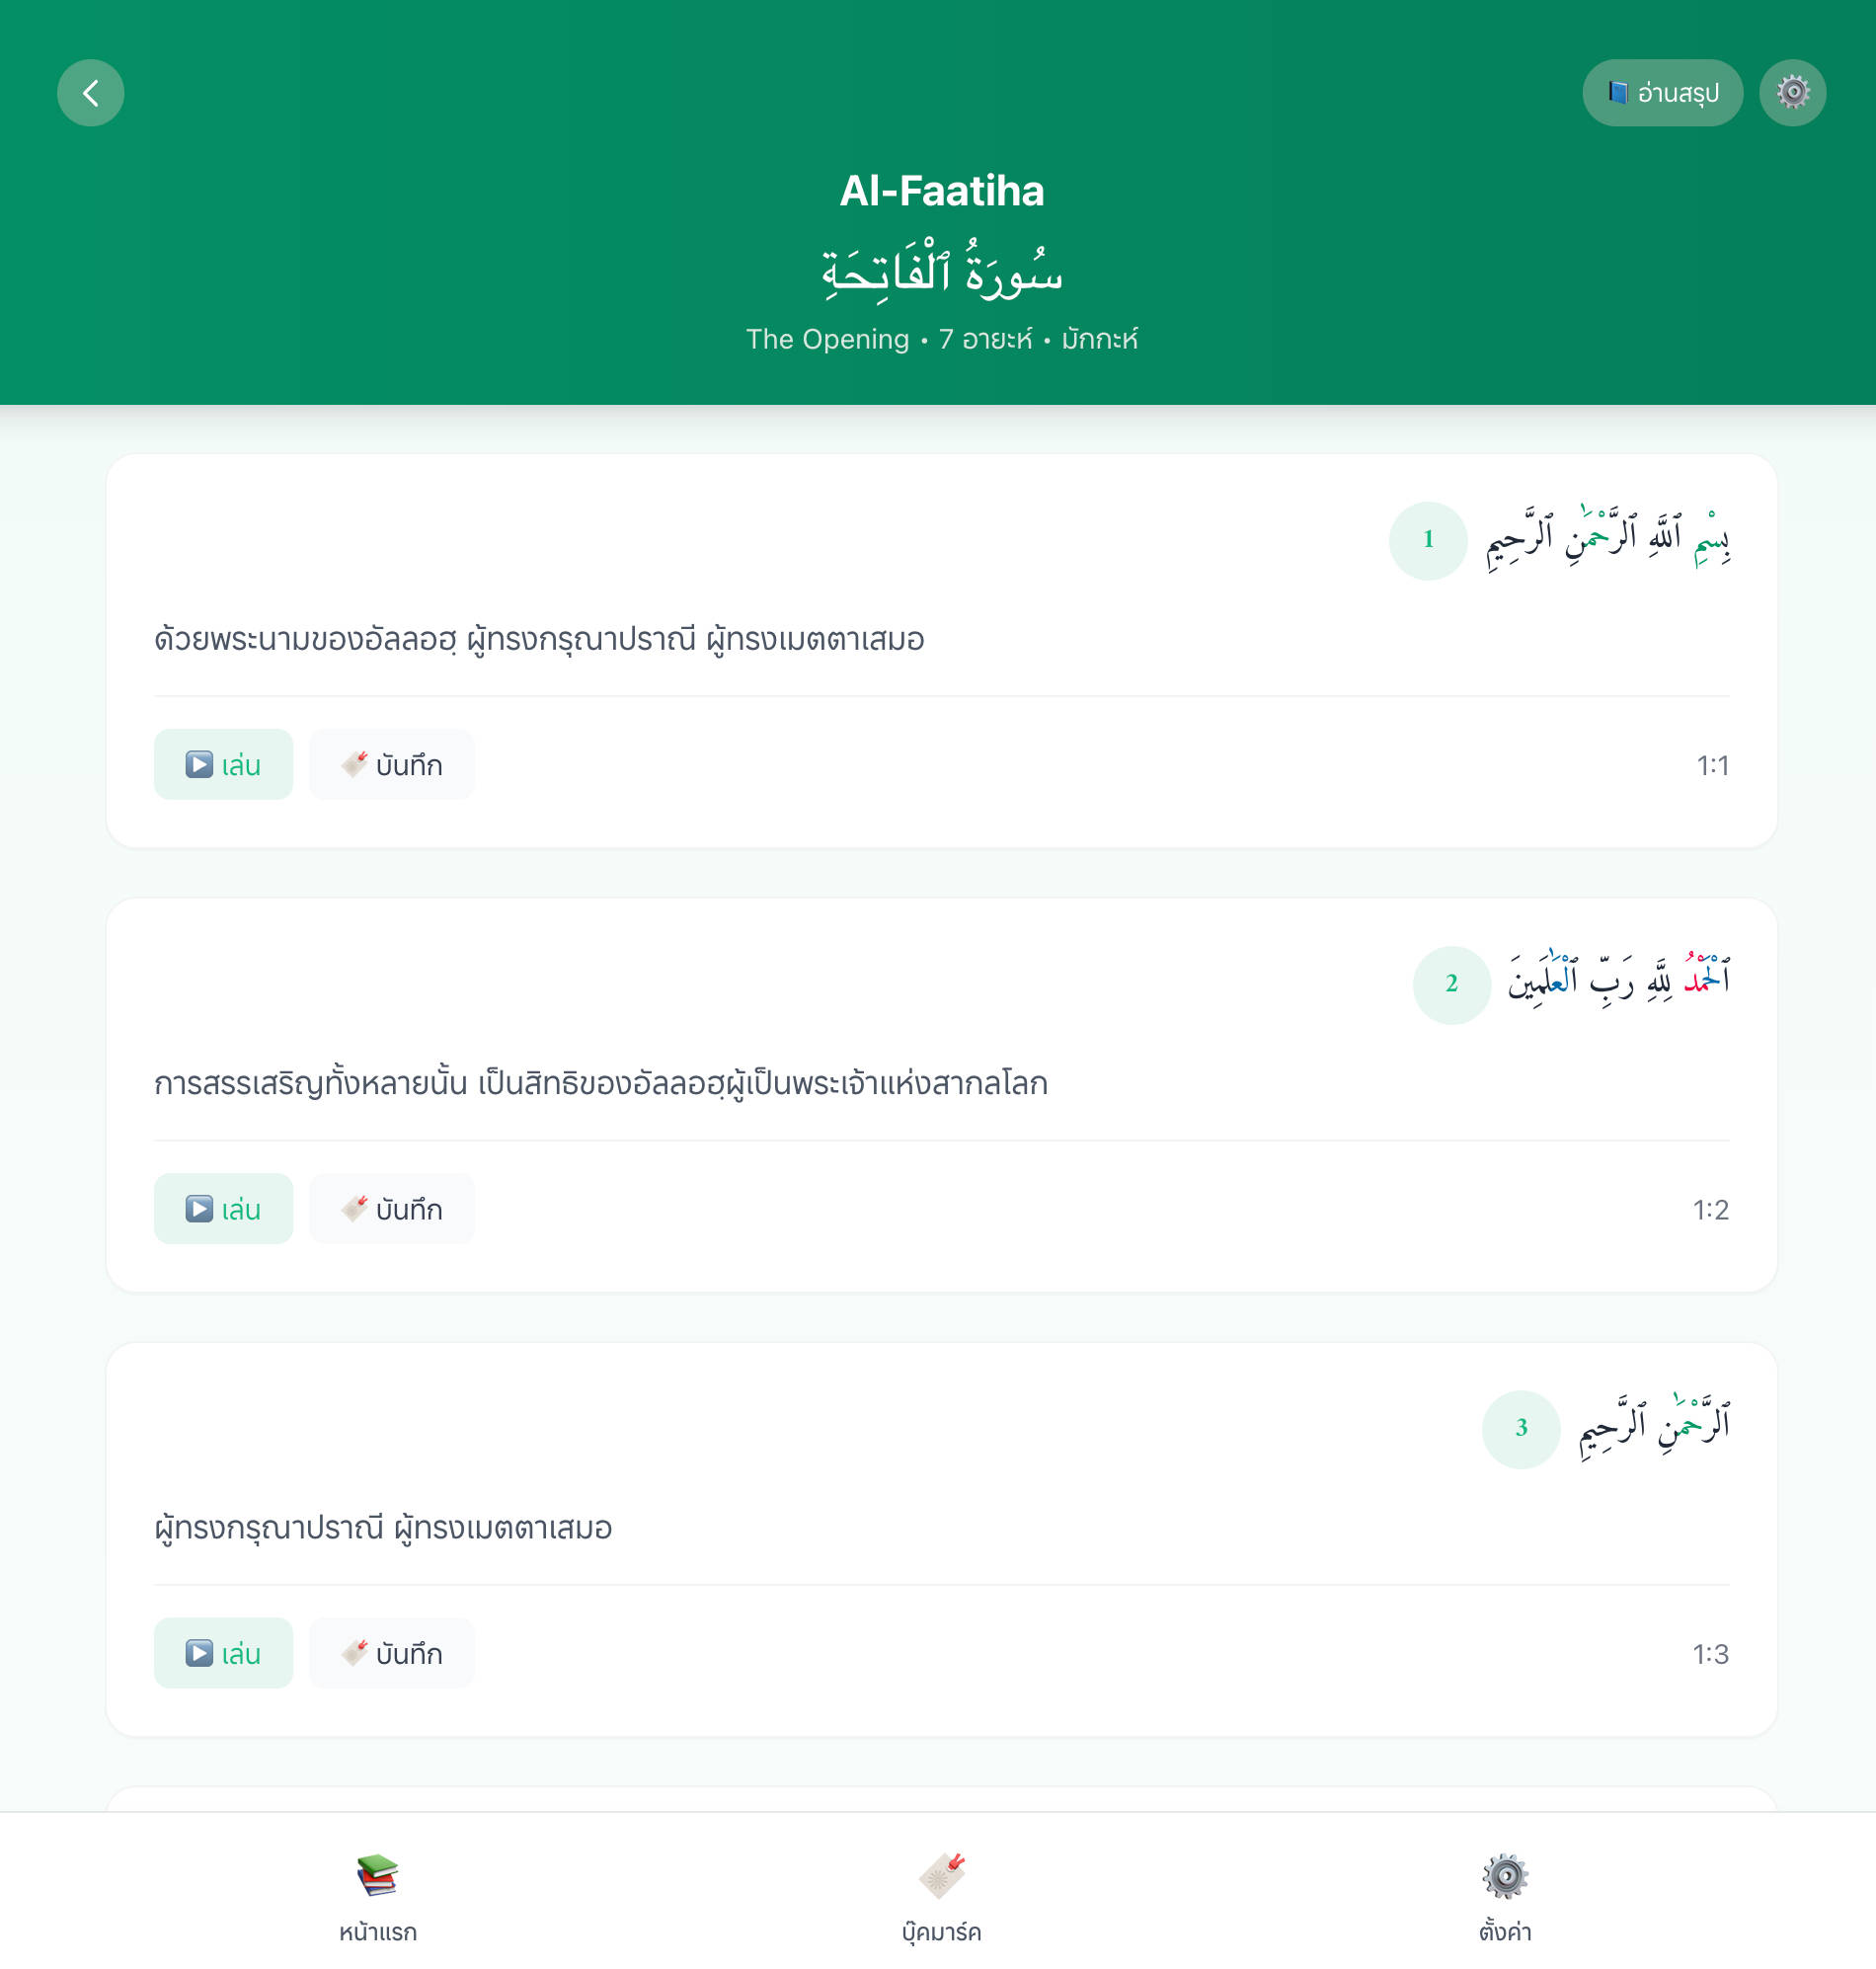 อ่านสรุป
Al-Faatiha
سُورَةُ ٱلْفَاتِحَةِ
The Opening • 7 อายะห์ • มักกะห์
بِسْمِ ٱللَّهِ ٱلرَّحْمَٰنِ ٱلرَّحِيمِ 1
ด้วยพระนามของอัลลอฮฺ ผู้ทรงกรุณาปราณี ผู้ทรงเมตตาเสมอ
เล่น บันทึก 1:1
ٱلْحَمْدُ لِلَّهِ رَبِّ ٱلْعَٰلَمِينَ 2
การสรรเสริญทั้งหลายนั้น เป็นสิทธิของอัลลอฮฺผู้เป็นพระเจ้าแห่งสากลโลก
เล่น บันทึก 1:2
ٱلرَّحْمَٰنِ ٱلرَّحِيمِ 3
ผู้ทรงกรุณาปราณี ผู้ทรงเมตตาเสมอ
เล่น บันทึก 1:3
หน้าแรก บุ๊คมาร์ค ตั้งค่า